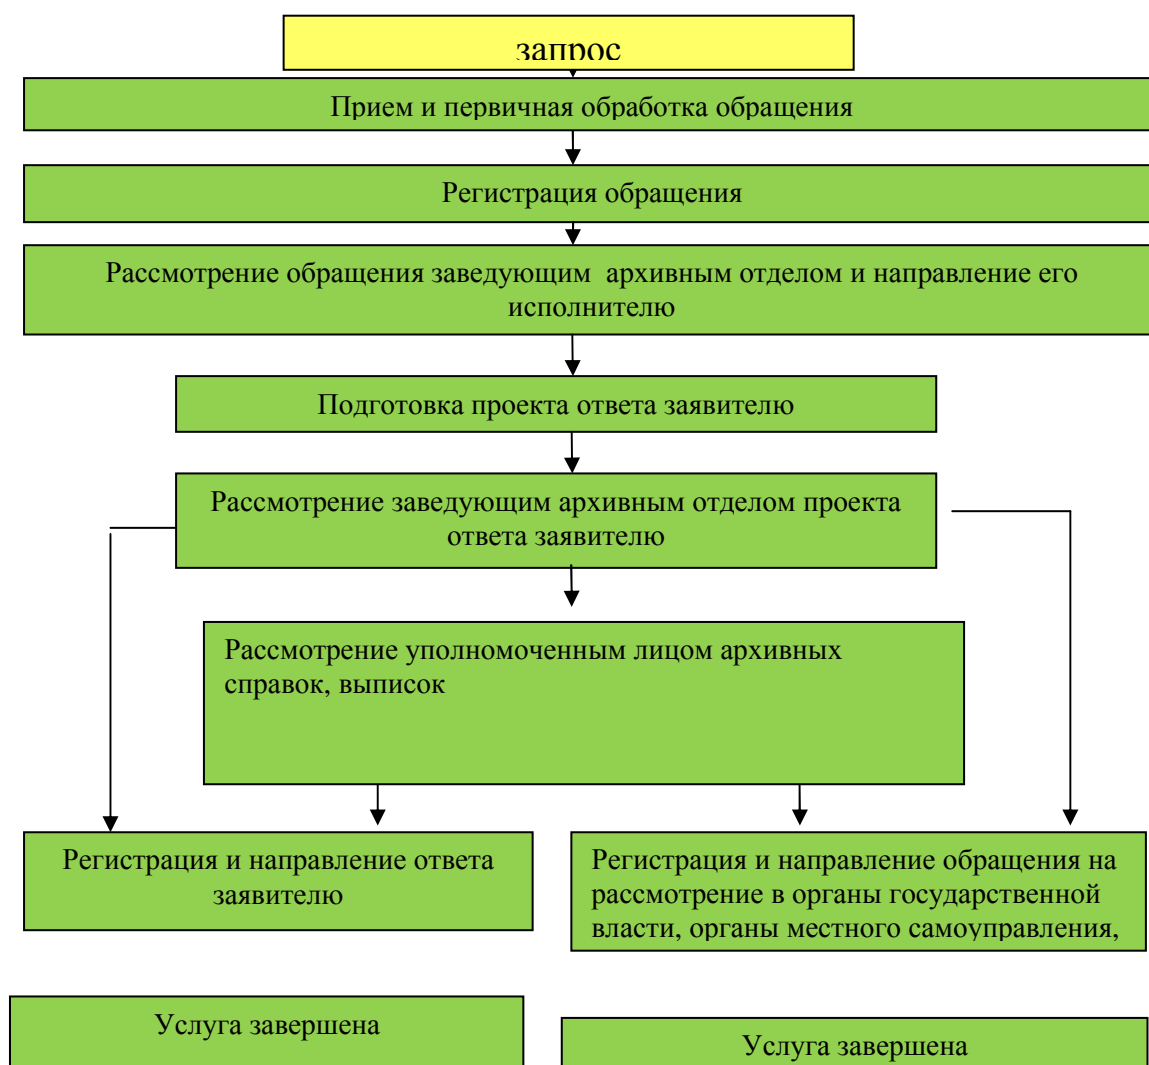 запрос
Прием и первичная обработка обращения
Регистрация обращения
Рассмотрение обращения заведующим архивным отделом и направление его
исполнителю
Подготовка проекта ответа заявителю
Рассмотрение заведующим архивным отделом проекта
ответа заявителю
Рассмотрение уполномоченным лицом архивных
справок, выписок
Регистрация и направление ответа
заявителю
Регистрация и направление обращения на
рассмотрение в органы государственной
власти, органы местного самоуправления,
Услуга завершена
Услуга завершена